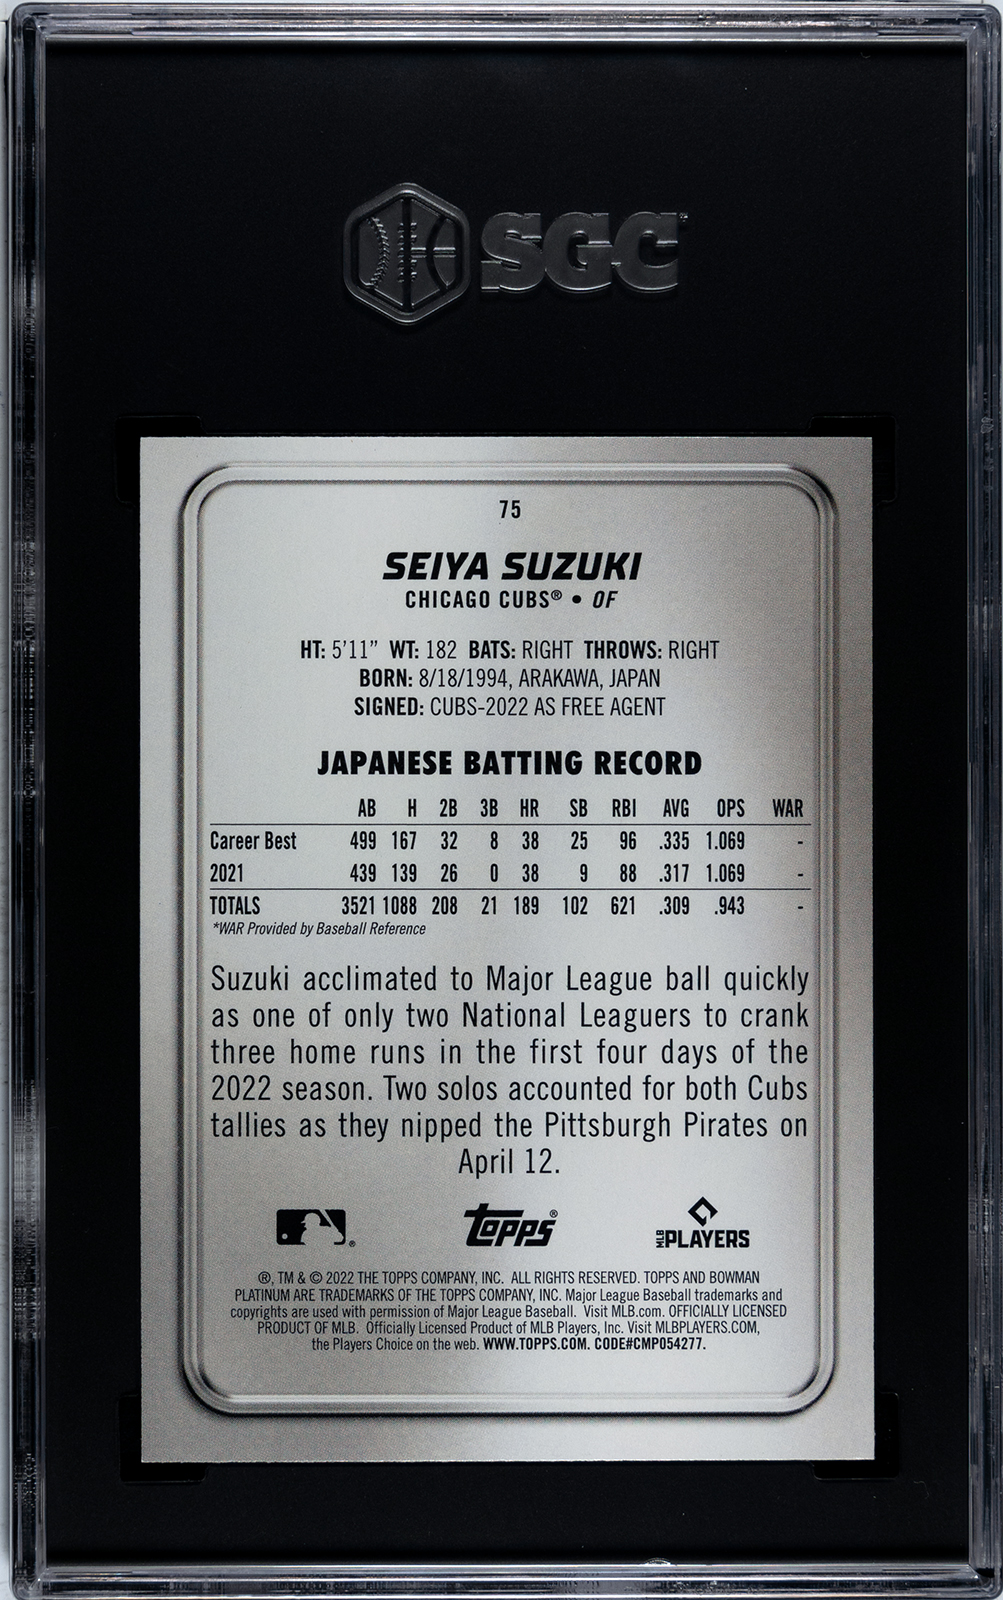 SGC
75
SEIYA SUZUKI
CHICAGO CUBS® • OF
HT: 5'11" WT: 182 BATS: RIGHT THROWS: RIGHT
BORN: 8/18/1994, ARAKAWA, JAPAN
SIGNED: CUBS-2022 AS FREE AGENT
JAPANESE BATTING RECORD
AB H 2B 3B HR SB RBI AVG OPS WAR
Career Best 499 167 32 8 38 25 96 .335 1.069 -
2021 439 139 26 0 38 9 88 .317 1.069 -
TOTALS 3521 1088 208 21 189 102 621 .309 .943 -
*WAR Provided by Baseball Reference
Suzuki acclimated to Major League ball quickly
as one of only two National Leaguers to crank
three home runs in the first four days of the
2022 season. Two solos accounted for both Cubs
tallies as they nipped the Pittsburgh Pirates on
April 12.
® TOPPS® MLB PLAYERS
®, TM & © 2022 THE TOPPS COMPANY, INC. ALL RIGHTS RESERVED. TOPPS AND BOWMAN
PLATINUM ARE TRADEMARKS OF THE TOPPS COMPANY, INC. Major League Baseball trademarks and
copyrights are used with permission of Major League Baseball. Visit MLB.com. OFFICIALLY LICENSED
PRODUCT OF MLB. Officially Licensed Product of MLB Players, Inc. Visit MLBPLAYERS.COM,
the Players Choice on the web. WWW.TOPPS.COM. CODE#CMP054277.